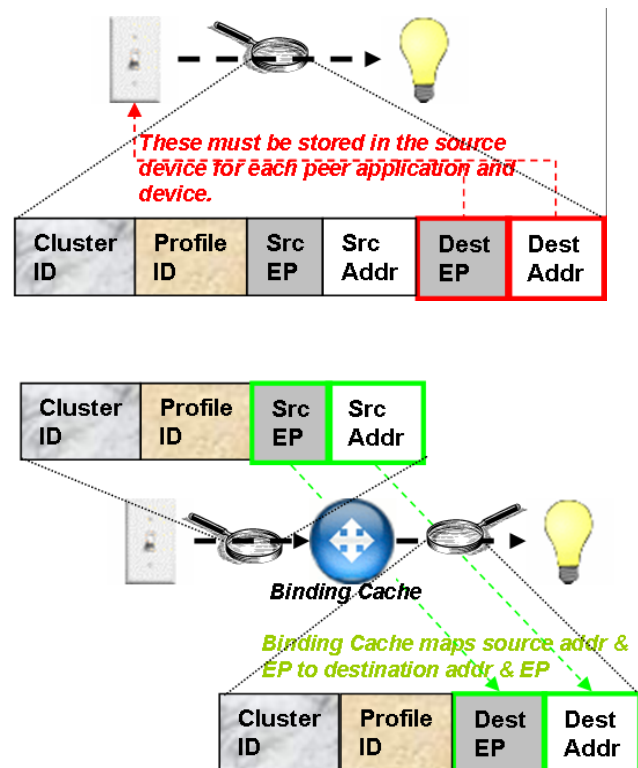 These must be stored in the source
device for each peer application and
device.
Cluster ID
Profile ID
Src EP
Src Addr
Dest EP
Dest Addr
Cluster ID
Profile ID
Src EP
Src Addr
Binding Cache
Binding Cache maps source addr &
EP to destination addr & EP
Cluster ID
Profile ID
Dest EP
Dest Addr